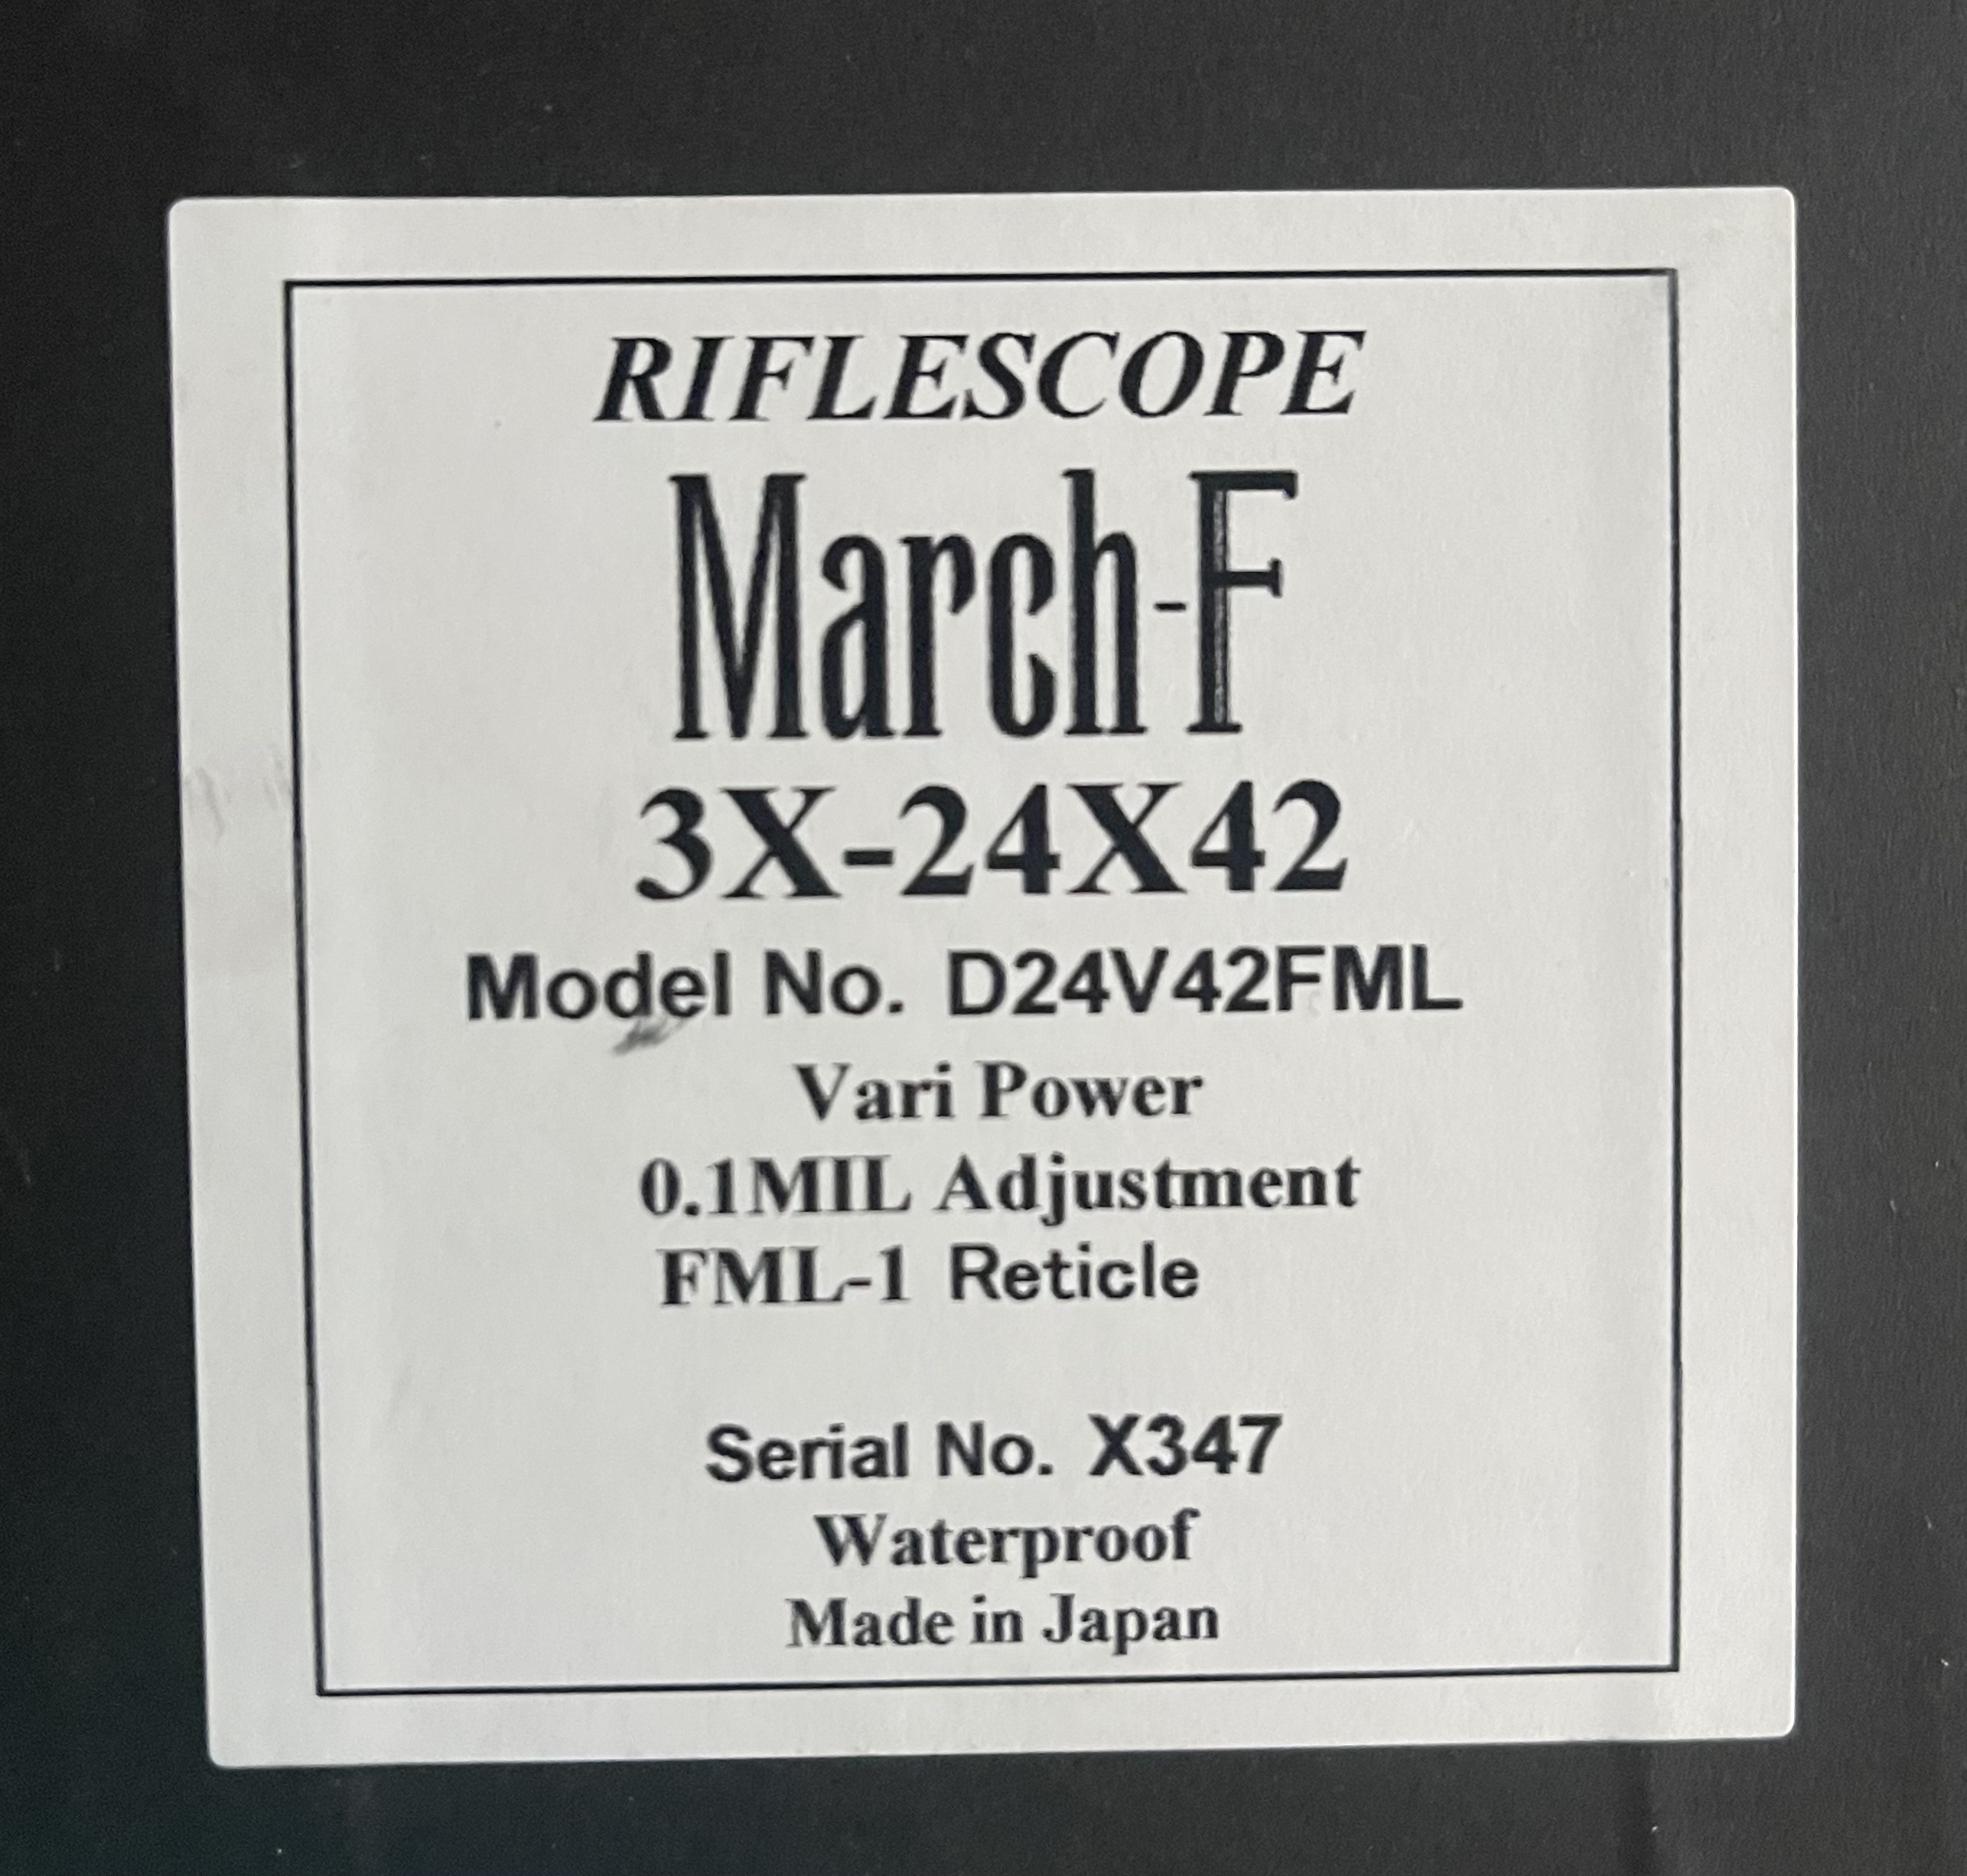 RIFLESCOPE
March-F
3X-24X42
Model No. D24V42FML
Vari Power
0.1MIL Adjustment
FML-1 Reticle
Serial No. X347
Waterproof
Made in Japan